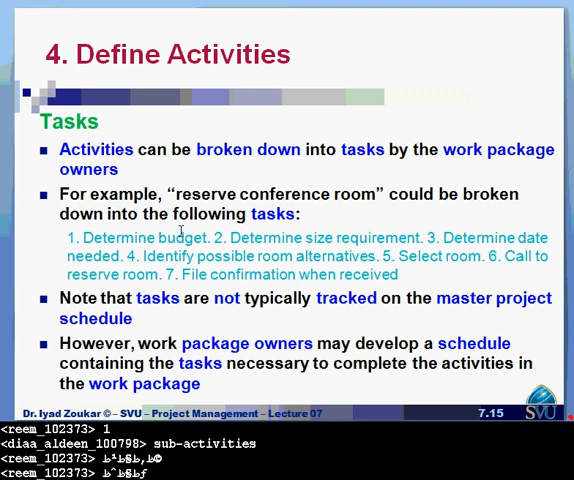 4. Define Activities
Tasks
Activities can be broken down into tasks by the work package
owners
For example, “reserve conference room” could be broken
down into the following tasks:
1. Determine budget. 2. Determine size requirement. 3. Determine date
needed. 4. Identify possible room alternatives. 5. Select room. 6. Call to
reserve room. 7. File confirmation when received
Note that tasks are not typically tracked on the master project
schedule
However, work package owners may develop a schedule
containing the tasks necessary to complete the activities in
the work package
Dr. Iyad Zoukar © – SVU – Project Management – Lecture 07
7.15
SVU
<reem_102373> 1
<diaa_aldeen_100798> sub-activities
<reem_102373>
<reem_102373>